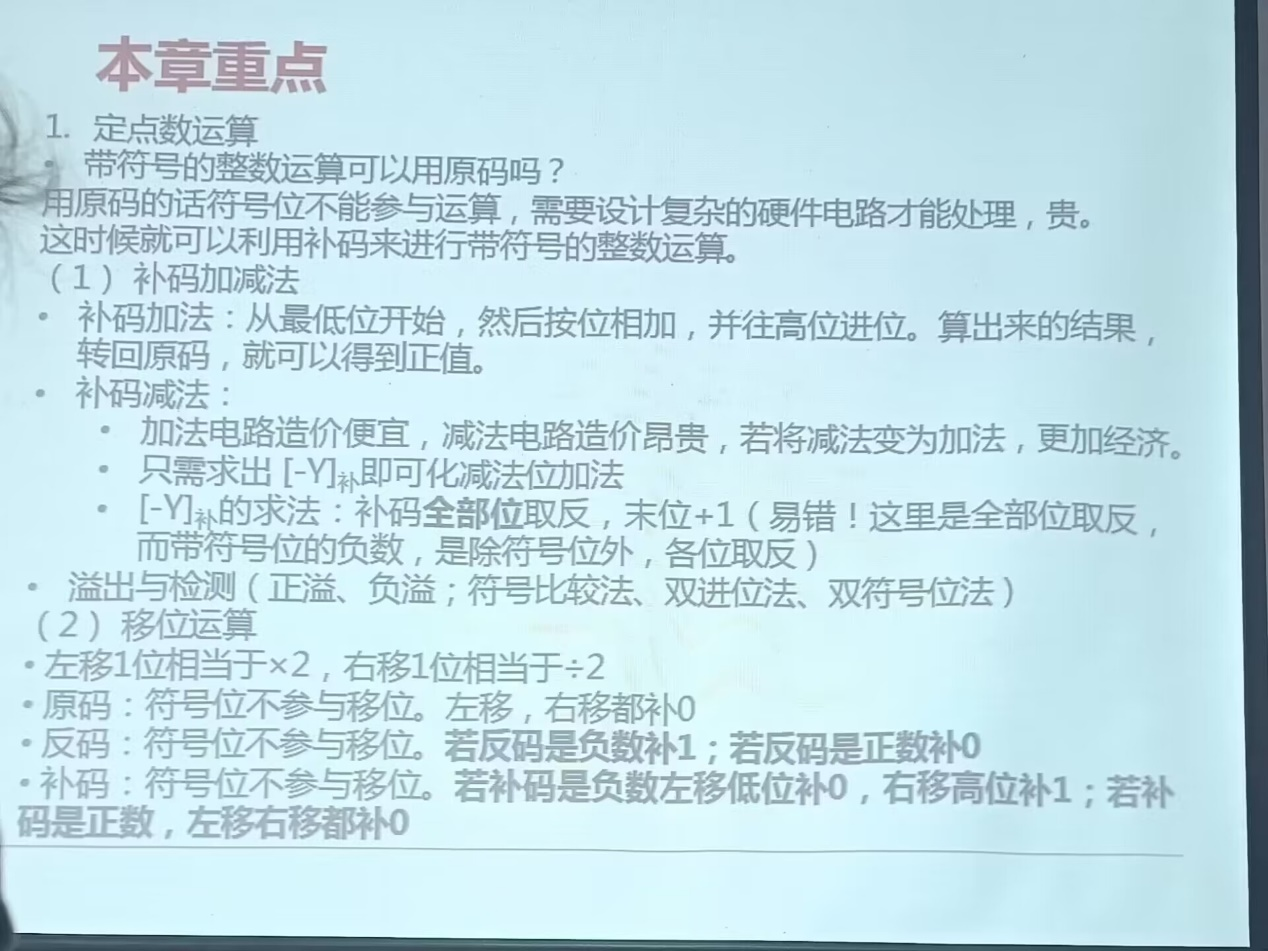 本章重点
1. 定点数运算
• 带符号的整数运算可以用原码吗？
用原码的话符号位不能参与运算，需要设计复杂的硬件电路才能处理，贵。
这时候就可以利用补码来进行带符号的整数运算。
（1）补码加减法
• 补码加法：从最低位开始，然后按位相加，并往高位进位。算出来的结果，
转回原码，就可以得到正值。
• 补码减法：
• 加法电路造价便宜，减法电路造价昂贵，若将减法变为加法，更加经济。
• 只需求出 [-Y]补即可化减法位加法
• [-Y]补的求法：补码全部位取反，末位+1（易错！这里是全部位取反，
而带符号位的负数，是除符号位外，各位取反）
• 溢出与检测（正溢、负溢；符号比较法、双进位法、双符号位法）
（2）移位运算
• 左移1位相当于×2，右移1位相当于÷2
• 原码：符号位不参与移位。左移，右移都补0
• 反码：符号位不参与移位。若反码是负数补1；若反码是正数补0
• 补码：符号位不参与移位。若补码是负数左移低位补0，右移高位补1；若补
码是正数，左移右移都补0